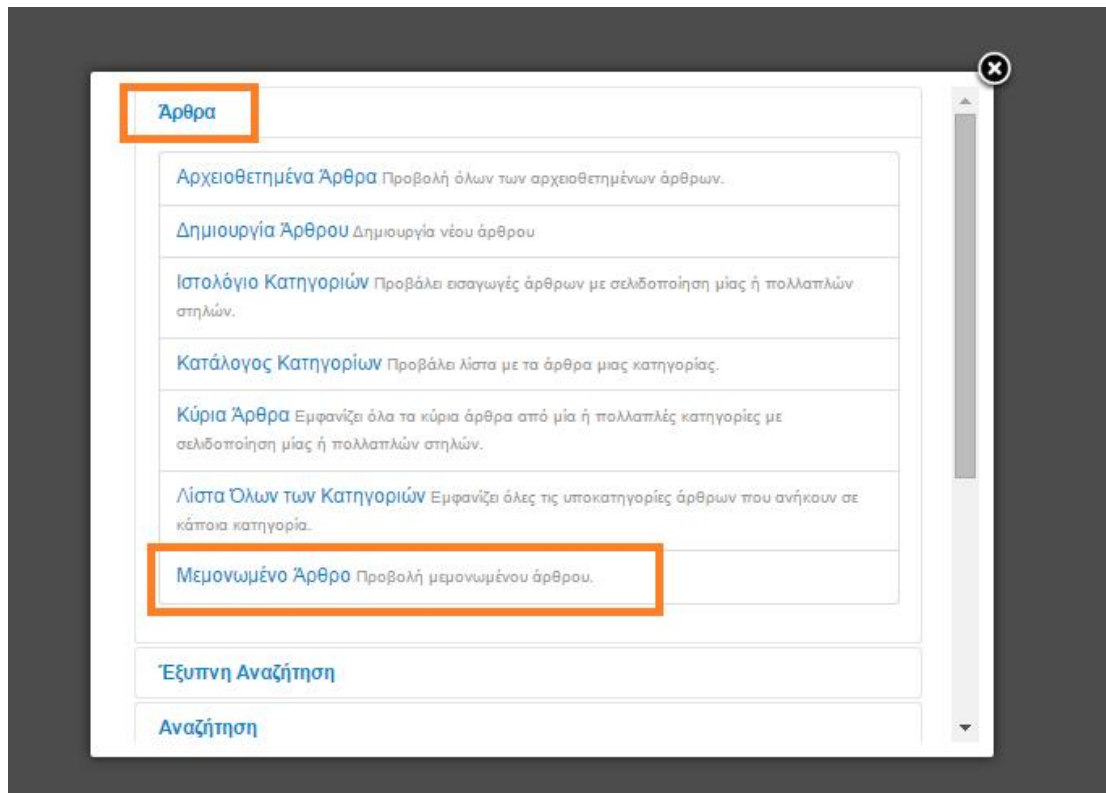 Άρθρα
Αρχειοθετημένα Άρθρα Προβολή όλων των αρχειοθετημένων άρθρων.
Δημιουργία Άρθρου Δημιουργία νέου άρθρου
Ιστολόγιο Κατηγοριών Προβάλει εισαγωγές άρθρων με σελιδοποίηση μίας ή πολλαπλών
στηλών.
Κατάλογος Κατηγορίων Προβάλει λίστα με τα άρθρα μιας κατηγορίας.
Κύρια Άρθρα Εμφανίζει όλα τα κύρια άρθρα από μία ή πολλαπλές κατηγορίες με
σελιδοποίηση μίας ή πολλαπλών στηλών.
Λίστα Όλων των Κατηγοριών Εμφανίζει όλες τις υποκατηγορίες άρθρων που ανήκουν σε
κάποια κατηγορία.
Μεμονωμένο Άρθρο Προβολή μεμονωμένου άρθρου.
Έξυπνη Αναζήτηση
Αναζήτηση